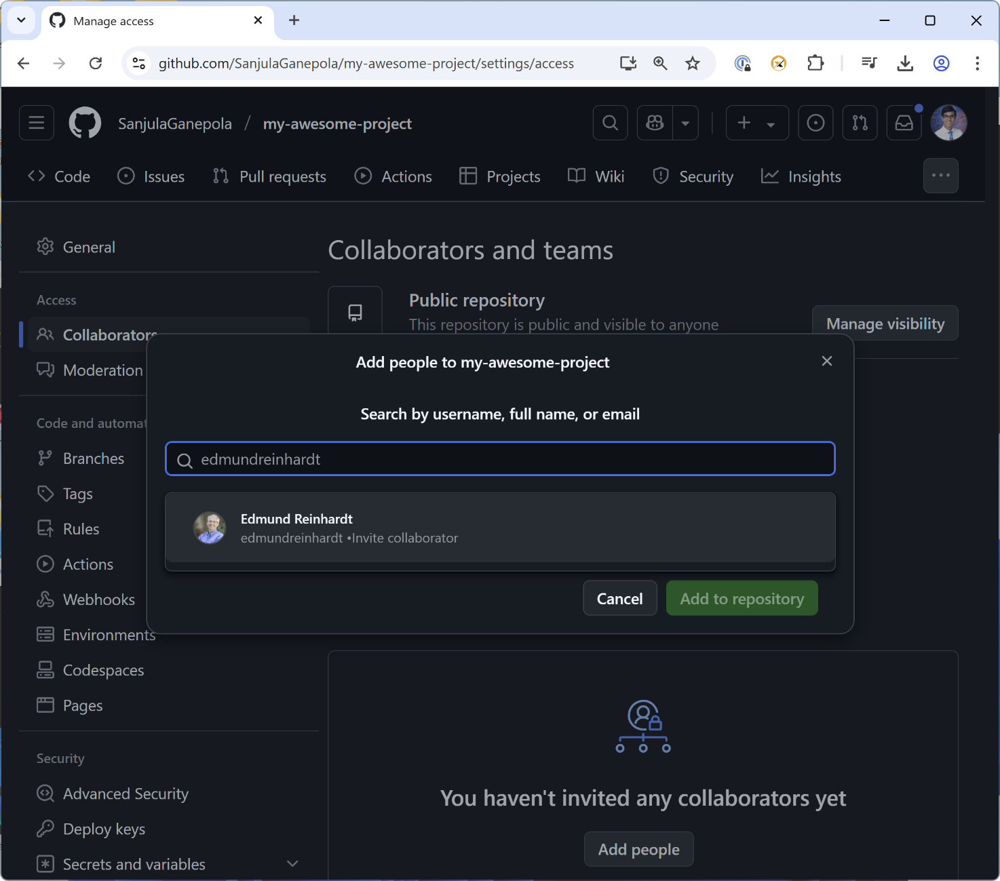 Manage access
github.com/SanjulaGanepola/my-awesome-project/settings/access
SanjulaGanepola / my-awesome-project
Code Issues Pull requests Actions Projects Wiki Security Insights
General
Collaborators and teams
Access
Public repository
This repository is public and visible to anyone
Manage visibility
Collaborators
Moderation
Add people to my-awesome-project
Search by username, full name, or email
edmundreinhardt
Edmund Reinhardt
edmundreinhardt •Invite collaborator
Cancel
Add to repository
Code and automat
Branches
Tags
Rules
Actions
Webhooks
Environments
Codespaces
Pages
Security
Advanced Security
Deploy keys
Secrets and variables
You haven't invited any collaborators yet
Add people